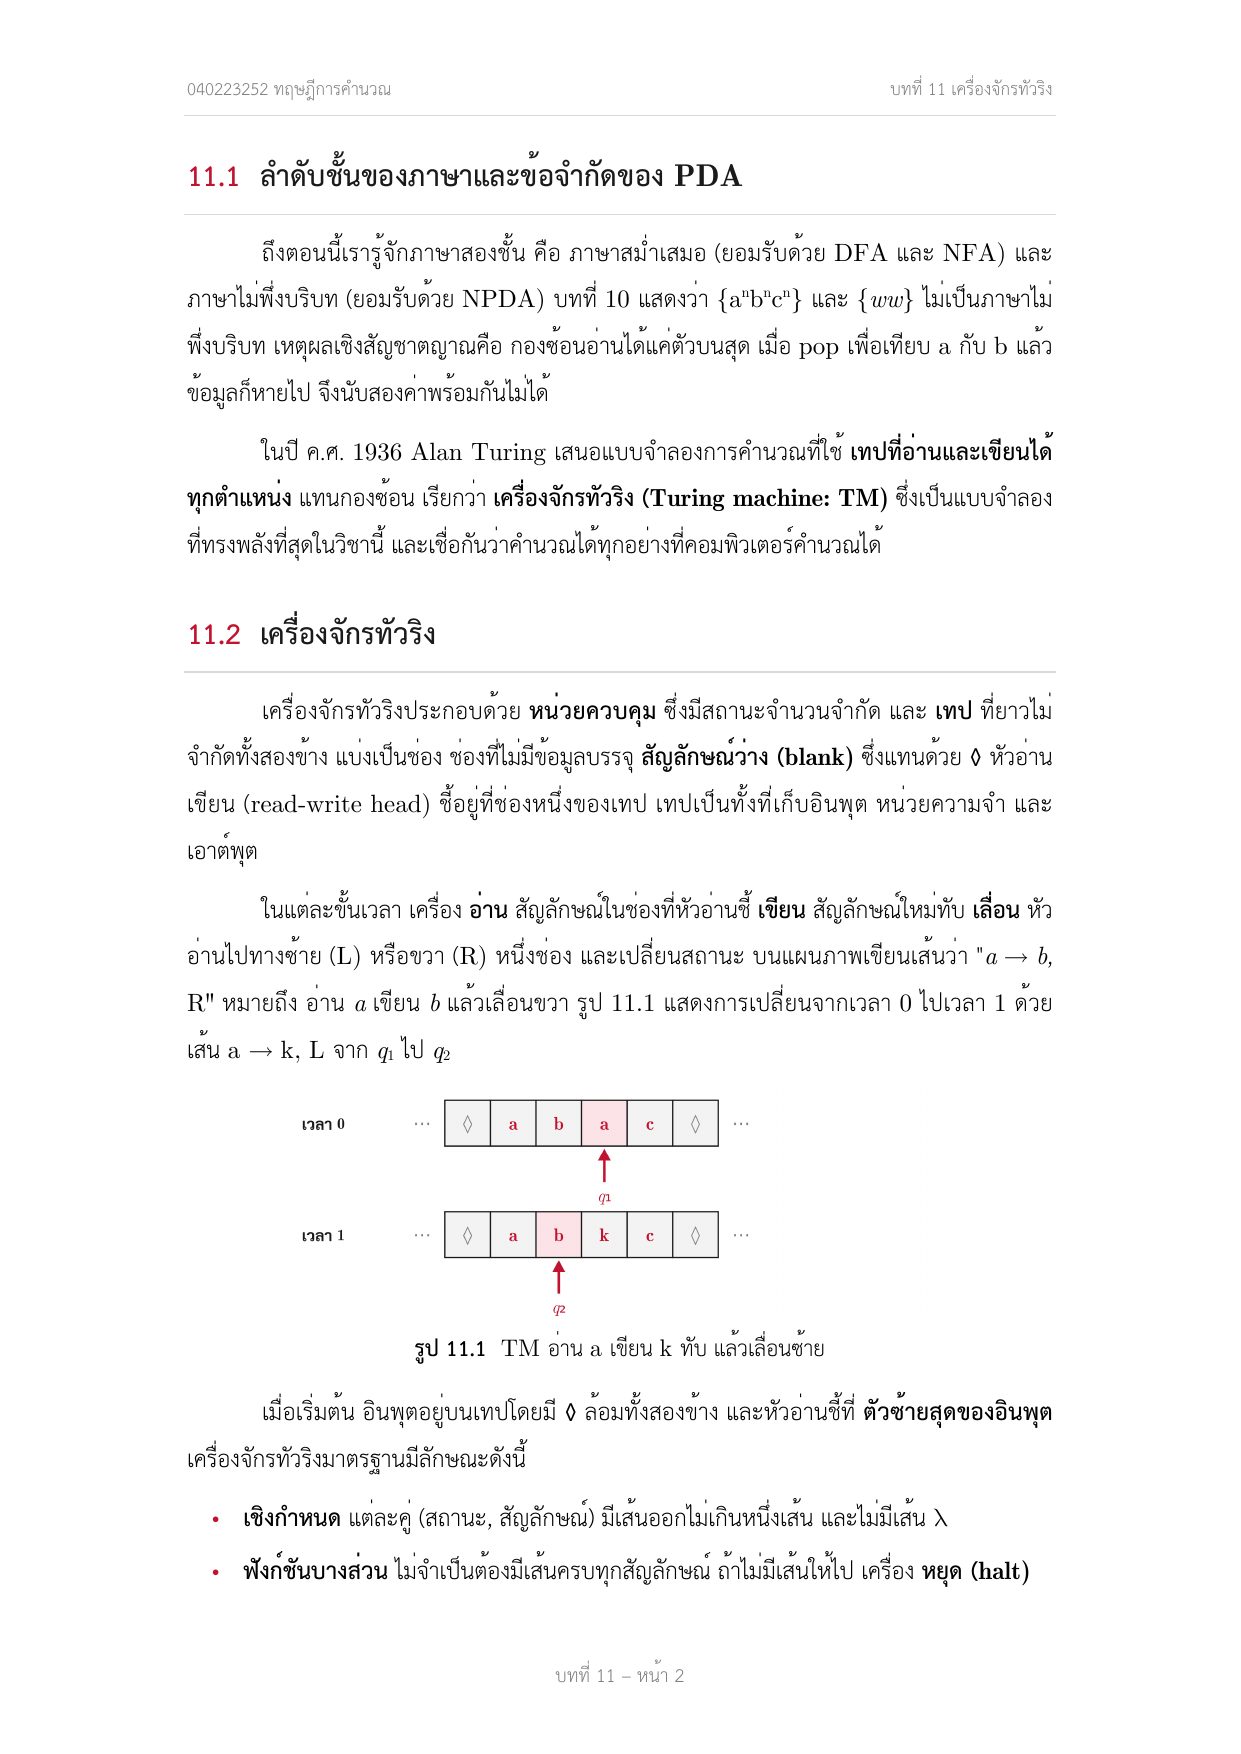 040223252 ทฤษฎีการคำนวณ บทที่ 11 เครื่องจักรทัวริง
11.1 ลำดับชั้นของภาษาและข้อจำกัดของ PDA
ถึงตอนนี้เรารู้จักภาษาสองชั้น คือ ภาษาสม่ำเสมอ (ยอมรับด้วย DFA และ NFA) และ
ภาษาไม่พึ่งบริบท (ยอมรับด้วย NPDA) บทที่ 10 แสดงว่า {aⁿbⁿcⁿ} และ {ww} ไม่เป็นภาษาไม่
พึ่งบริบท เหตุผลเชิงสัญชาตญาณคือ กองซ้อนอ่านได้แค่ตัวบนสุด เมื่อ pop เพื่อเทียบ a กับ b แล้ว
ข้อมูลก็หายไป จึงนับสองค่าพร้อมกันไม่ได้
ในปี ค.ศ. 1936 Alan Turing เสนอแบบจำลองการคำนวณที่ใช้ เทปที่อ่านและเขียนได้
ทุกตำแหน่ง แทนกองซ้อน เรียกว่า เครื่องจักรทัวริง (Turing machine: TM) ซึ่งเป็นแบบจำลอง
ที่ทรงพลังที่สุดในวิชานี้ และเชื่อกันว่าคำนวณได้ทุกอย่างที่คอมพิวเตอร์คำนวณได้
11.2 เครื่องจักรทัวริง
เครื่องจักรทัวริงประกอบด้วย หน่วยควบคุม ซึ่งมีสถานะจำนวนจำกัด และ เทป ที่ยาวไม่
จำกัดทั้งสองข้าง แบ่งเป็นช่อง ช่องที่ไม่มีข้อมูลบรรจุ สัญลักษณ์ว่าง (blank) ซึ่งแทนด้วย ◊ หัวอ่าน
เขียน (read-write head) ชี้อยู่ที่ช่องหนึ่งของเทป เทปเป็นทั้งที่เก็บอินพุต หน่วยความจำ และ
เอาต์พุต
ในแต่ละขั้นเวลา เครื่อง อ่าน สัญลักษณ์ในช่องที่หัวอ่านชี้ เขียน สัญลักษณ์ใหม่ทับ เลื่อน หัว
อ่านไปทางซ้าย (L) หรือขวา (R) หนึ่งช่อง และเปลี่ยนสถานะ บนแผนภาพเขียนเส้นว่า "a → b,
R" หมายถึง อ่าน a เขียน b แล้วเลื่อนขวา รูป 11.1 แสดงการเปลี่ยนจากเวลา 0 ไปเวลา 1 ด้วย
เส้น a → k, L จาก q₁ ไป q₂
เวลา 0 ⋯ ◊ a b a c ◊ ⋯
q₁
เวลา 1 ⋯ ◊ a b k c ◊ ⋯
q₂
รูป 11.1 TM อ่าน a เขียน k ทับ แล้วเลื่อนซ้าย
เมื่อเริ่มต้น อินพุตอยู่บนเทปโดยมี ◊ ล้อมทั้งสองข้าง และหัวอ่านชี้ที่ ตัวซ้ายสุดของอินพุต
เครื่องจักรทัวริงมาตรฐานมีลักษณะดังนี้
• เชิงกำหนด แต่ละคู่ (สถานะ, สัญลักษณ์) มีเส้นออกไม่เกินหนึ่งเส้น และไม่มีเส้น λ
• ฟังก์ชันบางส่วน ไม่จำเป็นต้องมีเส้นครบทุกสัญลักษณ์ ถ้าไม่มีเส้นให้ไป เครื่อง หยุด (halt)
บทที่ 11 – หน้า 2